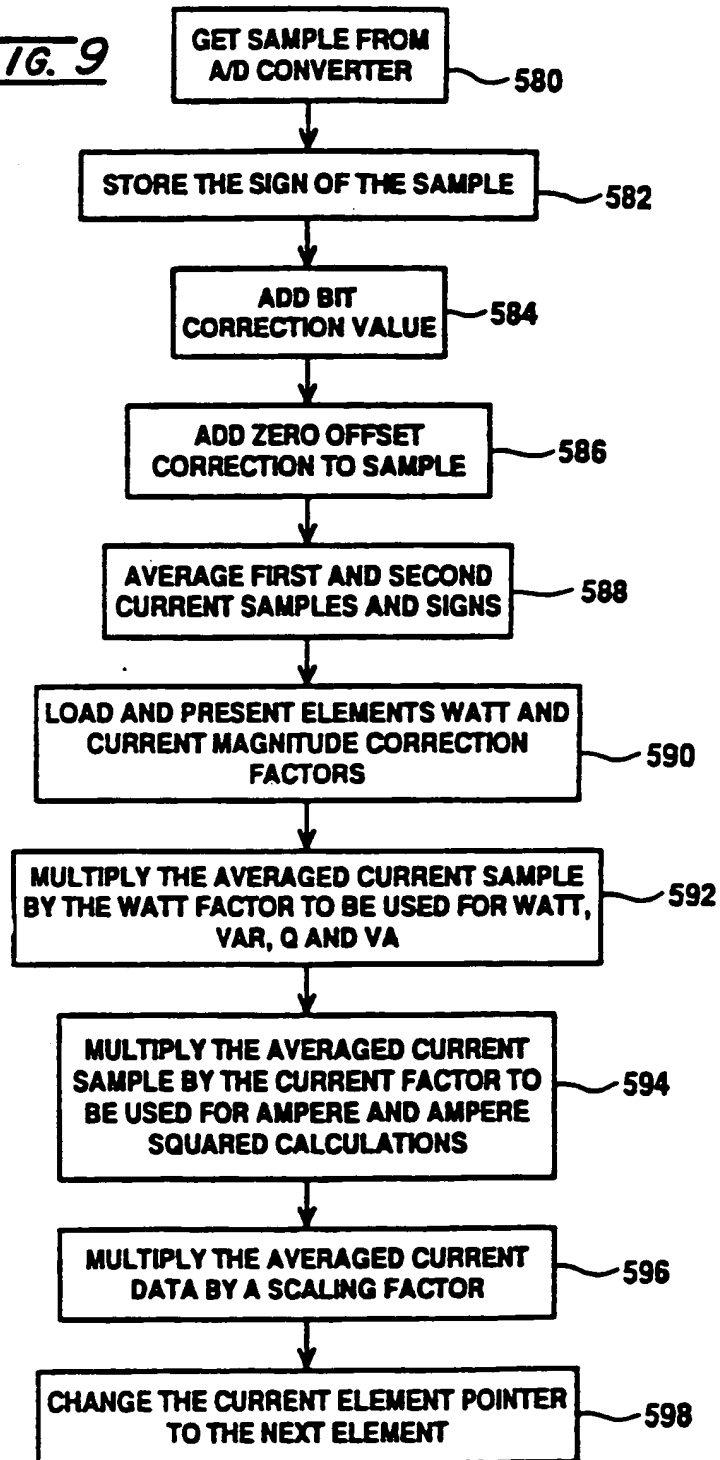 IG. 9
GET SAMPLE FROM
A/D CONVERTER
580
STORE THE SIGN OF THE SAMPLE
582
ADD BIT
CORRECTION VALUE
584
ADD ZERO OFFSET
CORRECTION TO SAMPLE
586
AVERAGE FIRST AND SECOND
CURRENT SAMPLES AND SIGNS
588
LOAD AND PRESENT ELEMENTS WATT AND
CURRENT MAGNITUDE CORRECTION
FACTORS
590
MULTIPLY THE AVERAGED CURRENT SAMPLE
BY THE WATT FACTOR TO BE USED FOR WATT,
VAR, Q AND VA
592
MULTIPLY THE AVERAGED CURRENT
SAMPLE BY THE CURRENT FACTOR TO
BE USED FOR AMPERE AND AMPERE
SQUARED CALCULATIONS
594
MULTIPLY THE AVERAGED CURRENT
DATA BY A SCALING FACTOR
596
CHANGE THE CURRENT ELEMENT POINTER
TO THE NEXT ELEMENT
598